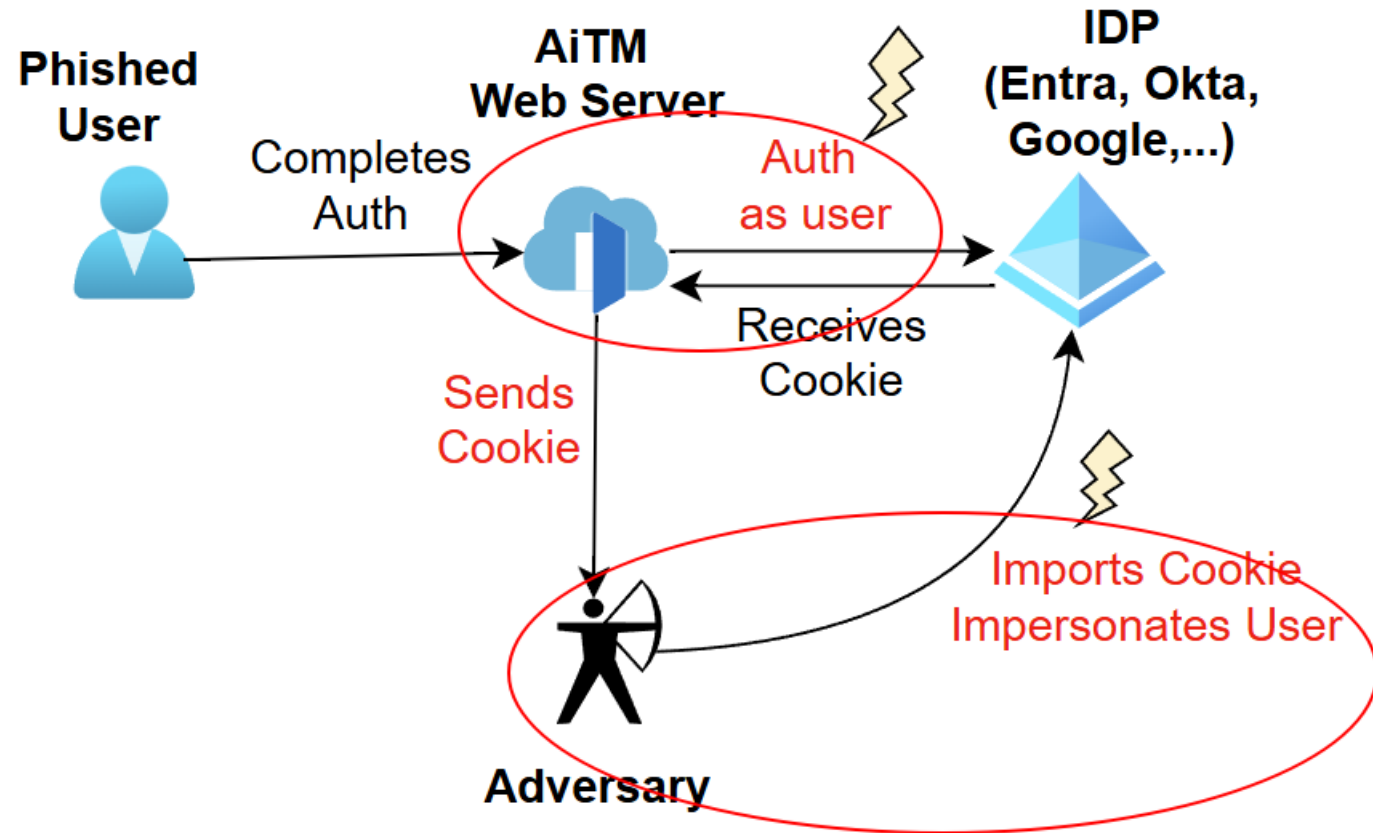 Phished
User
AiTM
Web Server
IDP
(Entra, Okta,
Google,...)
Completes
Auth
Auth
as user
Receives
Cookie
Sends
Cookie
Imports Cookie
Impersonates User
Adversary